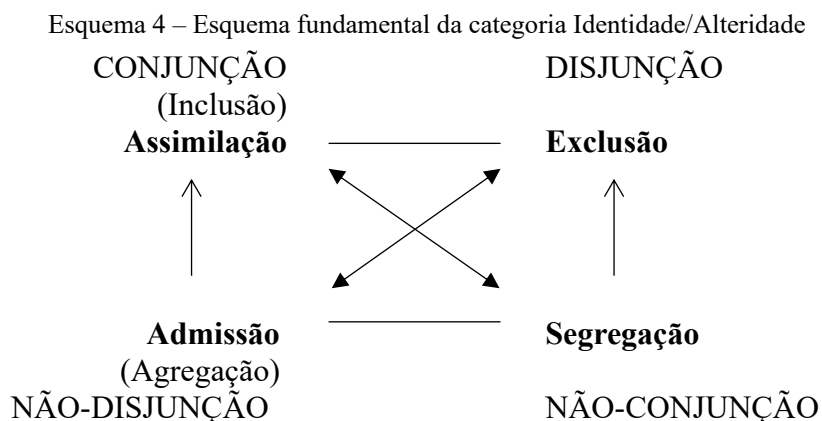 Esquema 4 – Esquema fundamental da categoria Identidade/Alteridade
CONJUNÇÃO DISJUNÇÃO
(Inclusão)
Assimilação Exclusão
Admissão Segregação
(Agregação)
NÃO-DISJUNÇÃO NÃO-CONJUNÇÃO